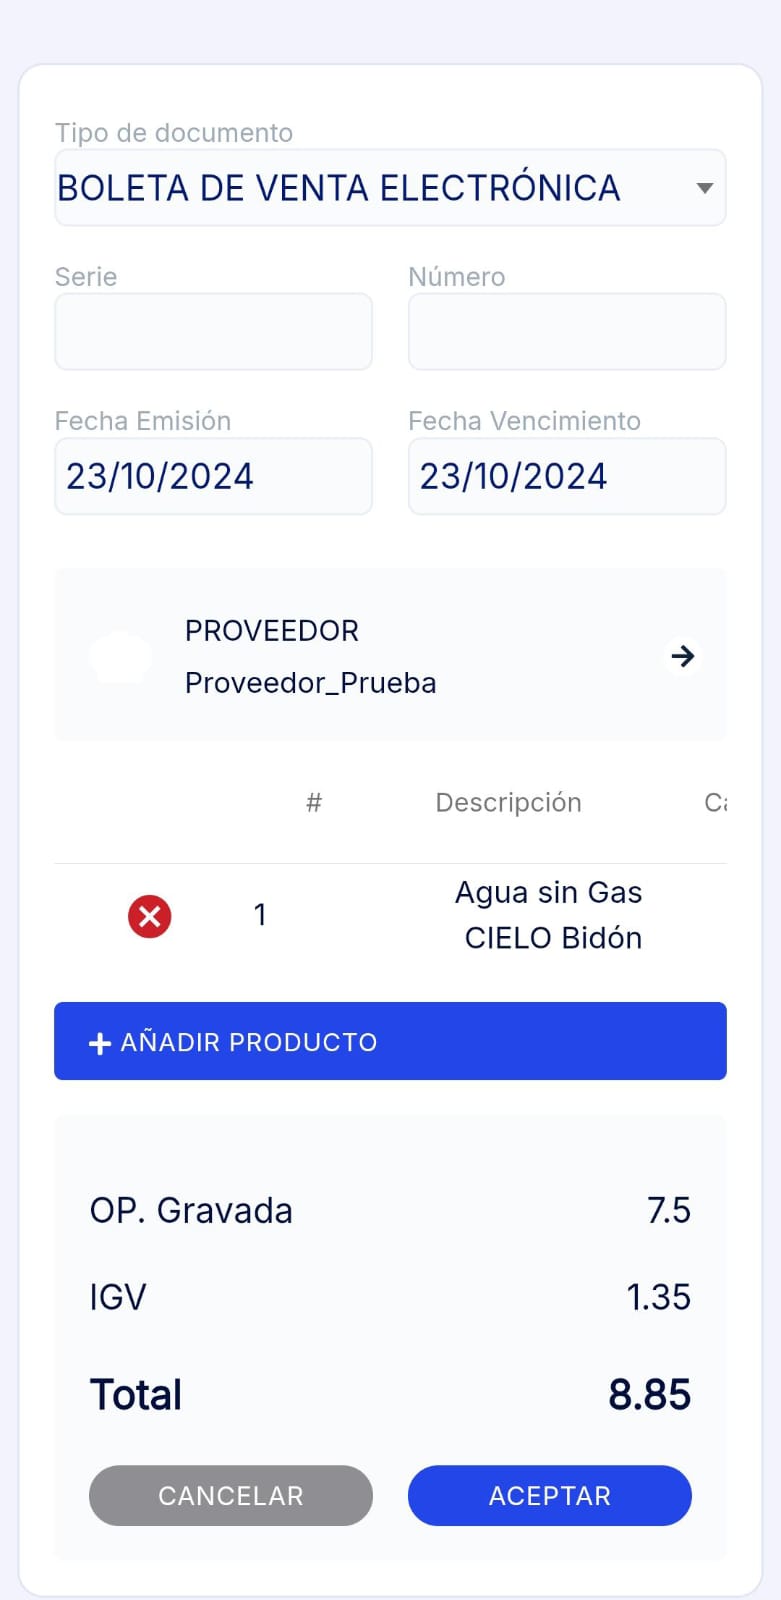 Tipo de documento
BOLETA DE VENTA ELECTRÓNICA
Serie Número
Fecha Emisión Fecha Vencimiento
23/10/2024 23/10/2024
PROVEEDOR
Proveedor_Prueba
# Descripción
1 Agua sin Gas
CIELO Bidón
AÑADIR PRODUCTO
OP. Gravada 7.5
IGV 1.35
Total 8.85
CANCELAR ACEPTAR